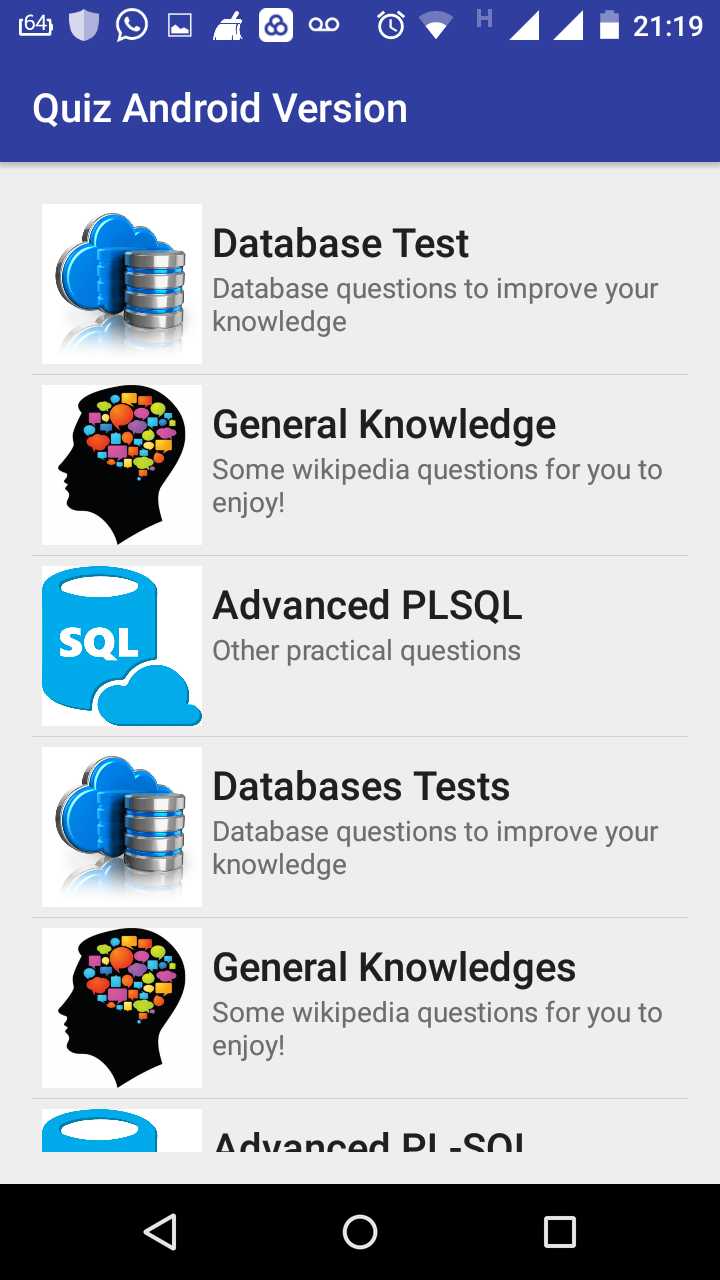 64
H
21:19
Quiz Android Version
Database Test
Database questions to improve your
knowledge
General Knowledge
Some wikipedia questions for you to
enjoy!
SQL
Advanced PLSQL
Other practical questions
Databases Tests
Database questions to improve your
knowledge
General Knowledges
Some wikipedia questions for you to
enjoy!
Advanced PL-SQL